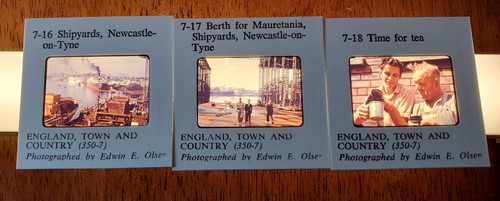 7-16 Shipyards, Newcastle-
on-Tyne
ENGLAND, TOWN AND
COUNTRY (350-7)
Photographed by Edwin E. Olsen
7-17 Berth for Mauretania,
Shipyards, Newcastle-on-
Tyne
ENGLAND, TOWN AND
COUNTRY (350-7)
Photographed by Edwin E. Olsen
7-18 Time for tea
ENGLAND, TOWN AND
COUNTRY (350-7)
Photographed by Edwin E. Olsen